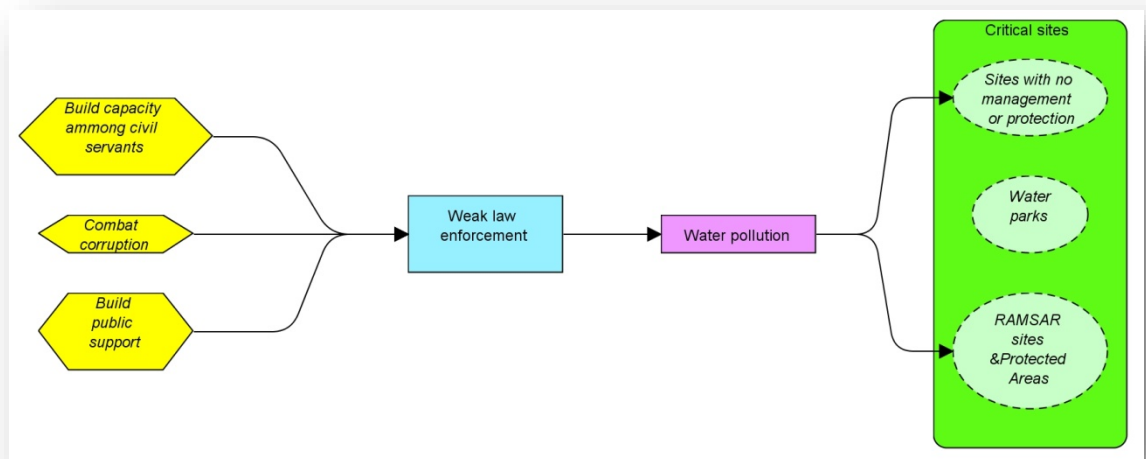 Build capacity
ammong civil
servants
Combat
corruption
Build
public
support
Weak law
enforcement
Water pollution
Critical sites
Sites with no
management
or protection
Water
parks
RAMSAR
sites
&Protected
Areas